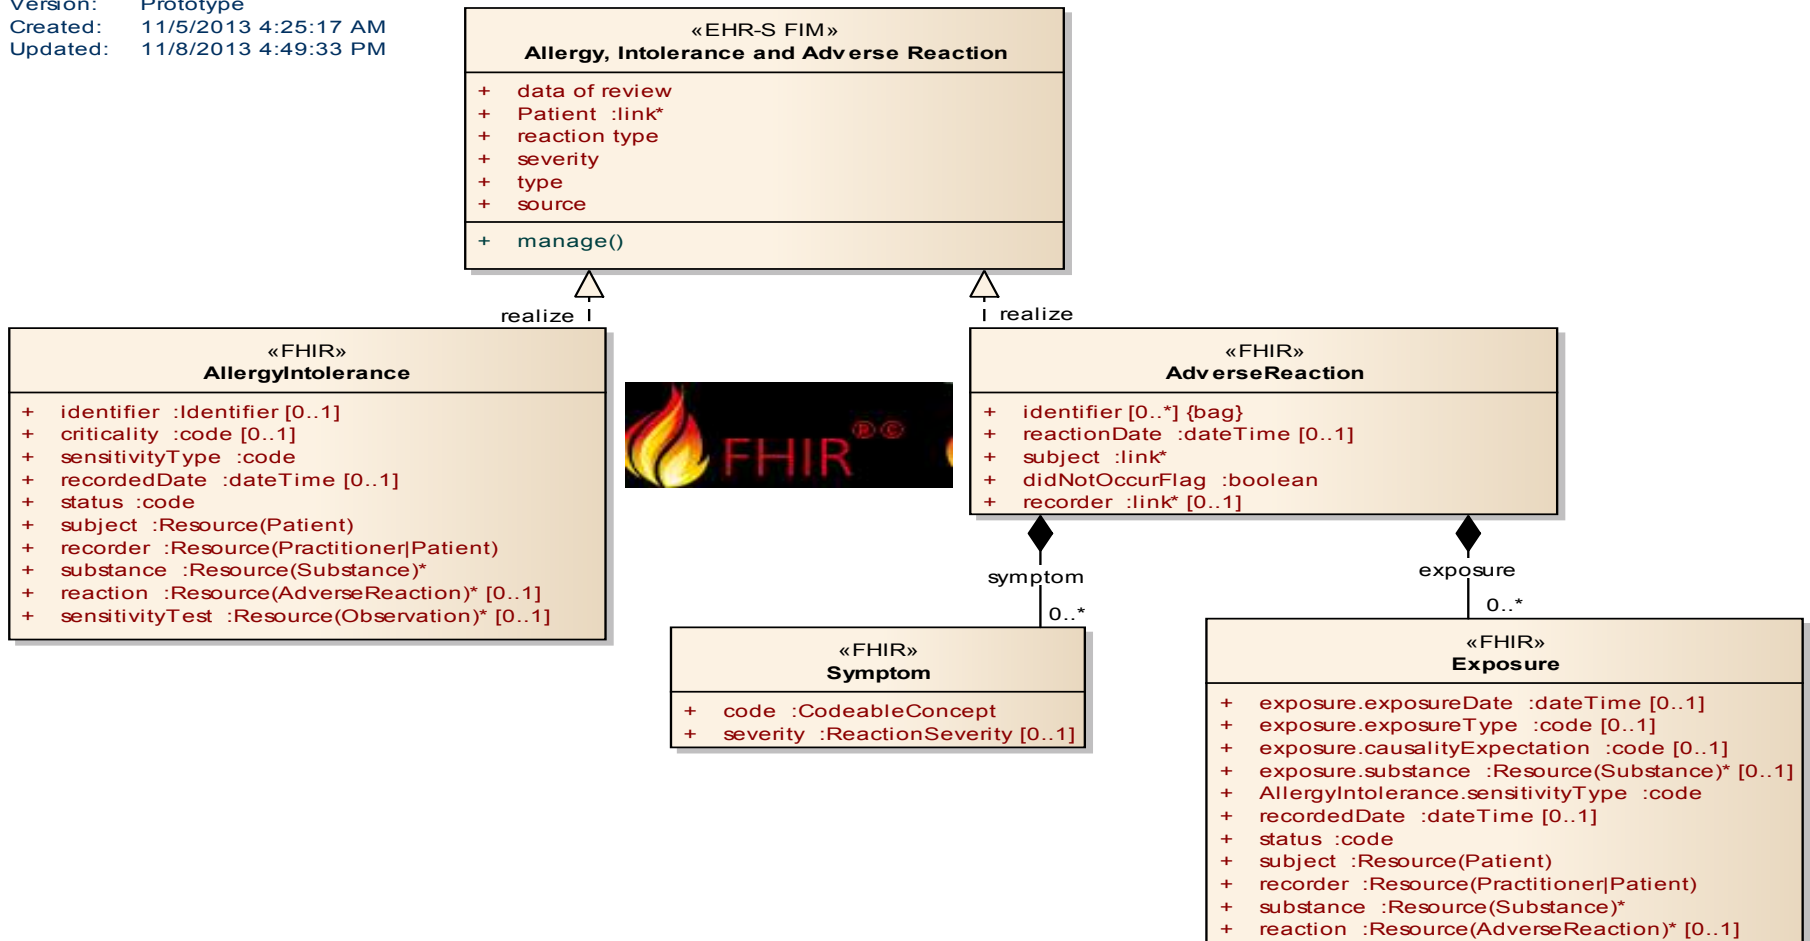 Version: Prototype
Created: 11/5/2013 4:25:17 AM
Updated: 11/8/2013 4:49:33 PM
«EHR-S FIM»
Allergy, Intolerance and Adverse Reaction
+ data of review
+ Patient :link*
+ reaction type
+ severity
+ type
+ source
+ manage()
realize
realize
«FHIR»
AllergyIntolerance
+ identifier :Identifier [0..1]
+ criticality :code [0..1]
+ sensitivityType :code
+ recordedDate :dateTime [0..1]
+ status :code
+ subject :Resource(Patient)
+ recorder :Resource(Practitioner|Patient)
+ substance :Resource(Substance)*
+ reaction :Resource(AdverseReaction)* [0..1]
+ sensitivityTest :Resource(Observation)* [0..1]
FHIR®©
«FHIR»
AdverseReaction
+ identifier [0..*] {bag}
+ reactionDate :dateTime [0..1]
+ subject :link*
+ didNotOccurFlag :boolean
+ recorder :link* [0..1]
symptom
0..*
exposure
0..*
«FHIR»
Symptom
+ code :CodeableConcept
+ severity :ReactionSeverity [0..1]
«FHIR»
Exposure
+ exposure.exposureDate :dateTime [0..1]
+ exposure.exposureType :code [0..1]
+ exposure.causalityExpectation :code [0..1]
+ exposure.substance :Resource(Substance)* [0..1]
+ AllergyIntolerance.sensitivityType :code
+ recordedDate :dateTime [0..1]
+ status :code
+ subject :Resource(Patient)
+ recorder :Resource(Practitioner|Patient)
+ substance :Resource(Substance)*
+ reaction :Resource(AdverseReaction)* [0..1]